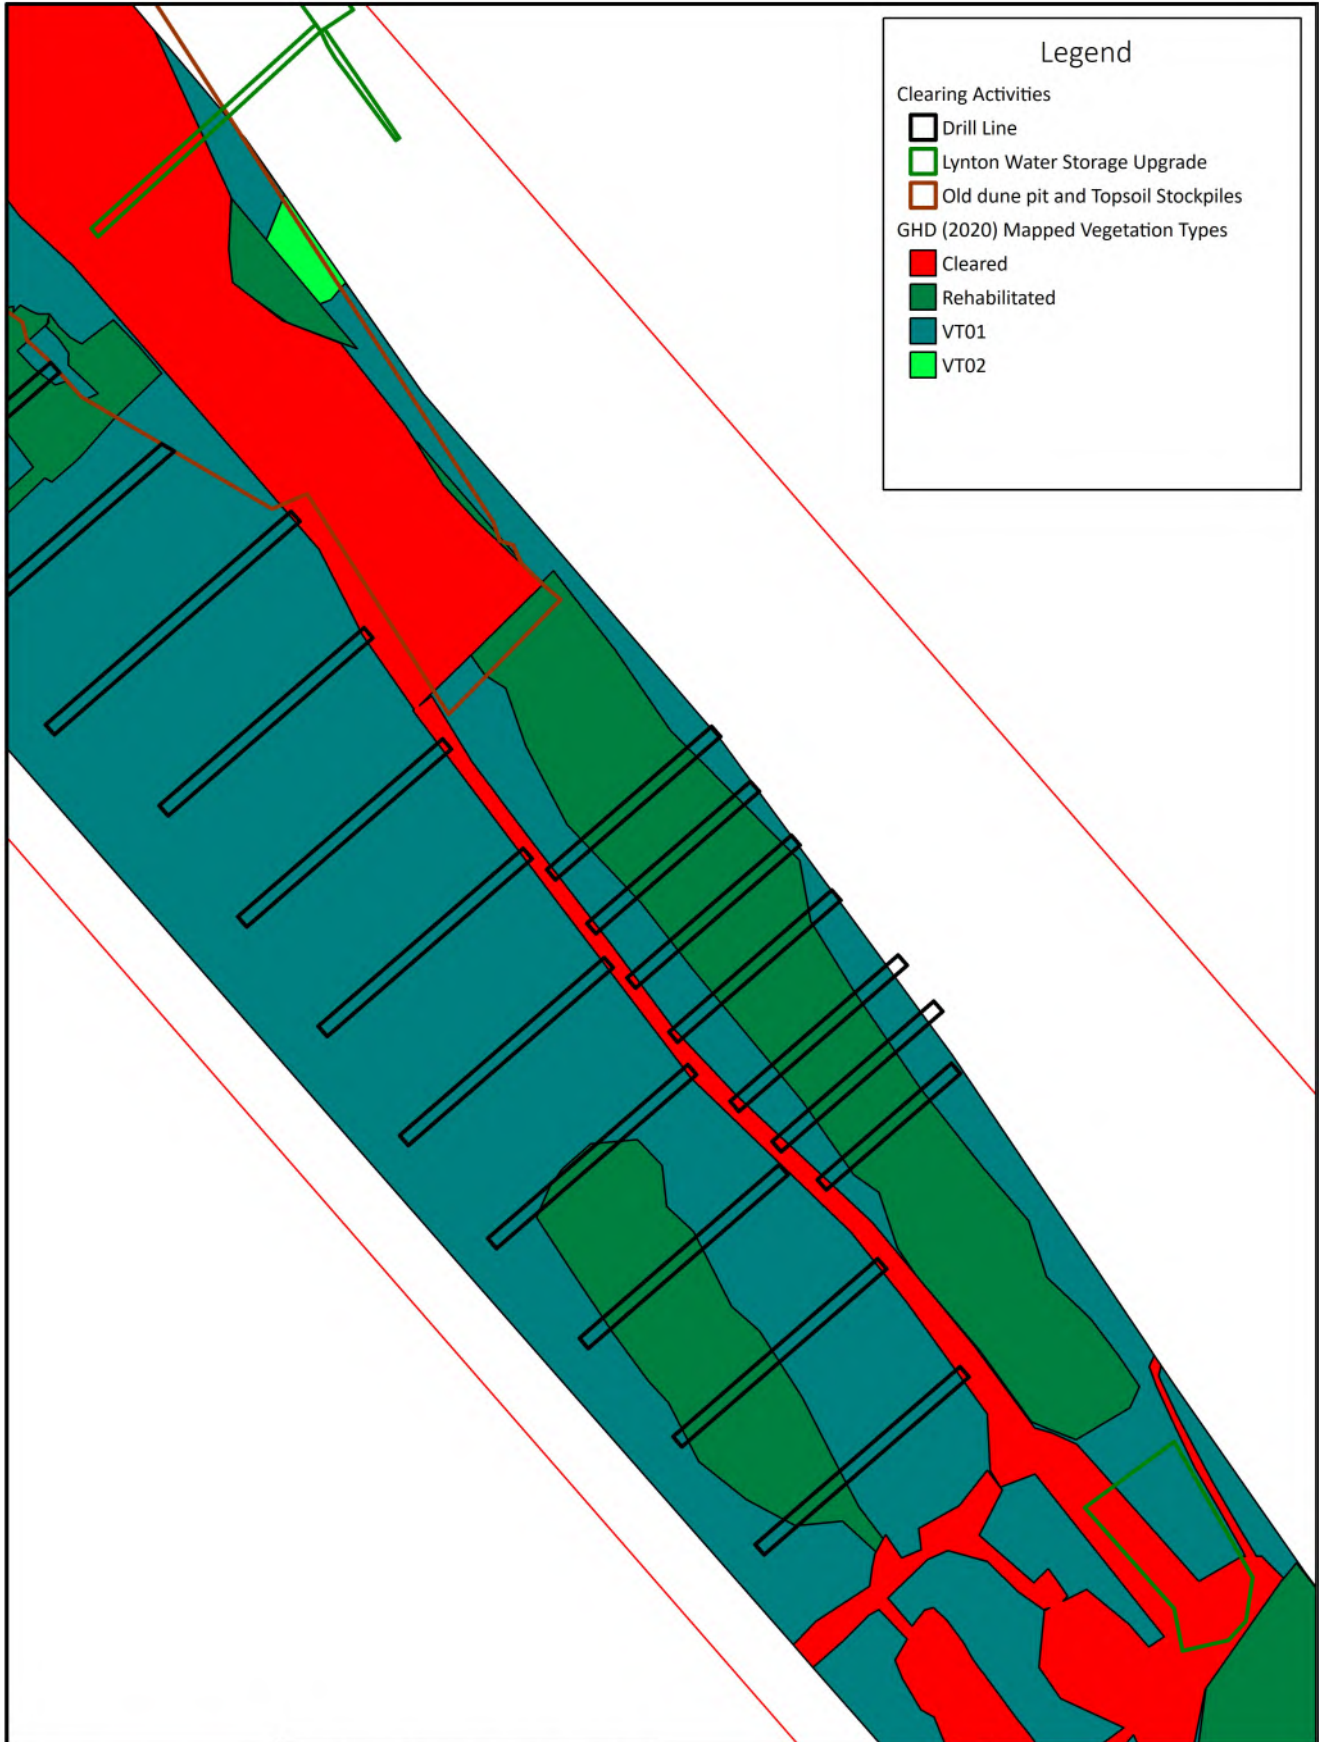 Legend
Clearing Activities
Drill Line
Lynton Water Storage Upgrade
Old dune pit and Topsoil Stockpiles
GHD (2020) Mapped Vegetation Types
Cleared
Rehabilitated
VT01
VT02